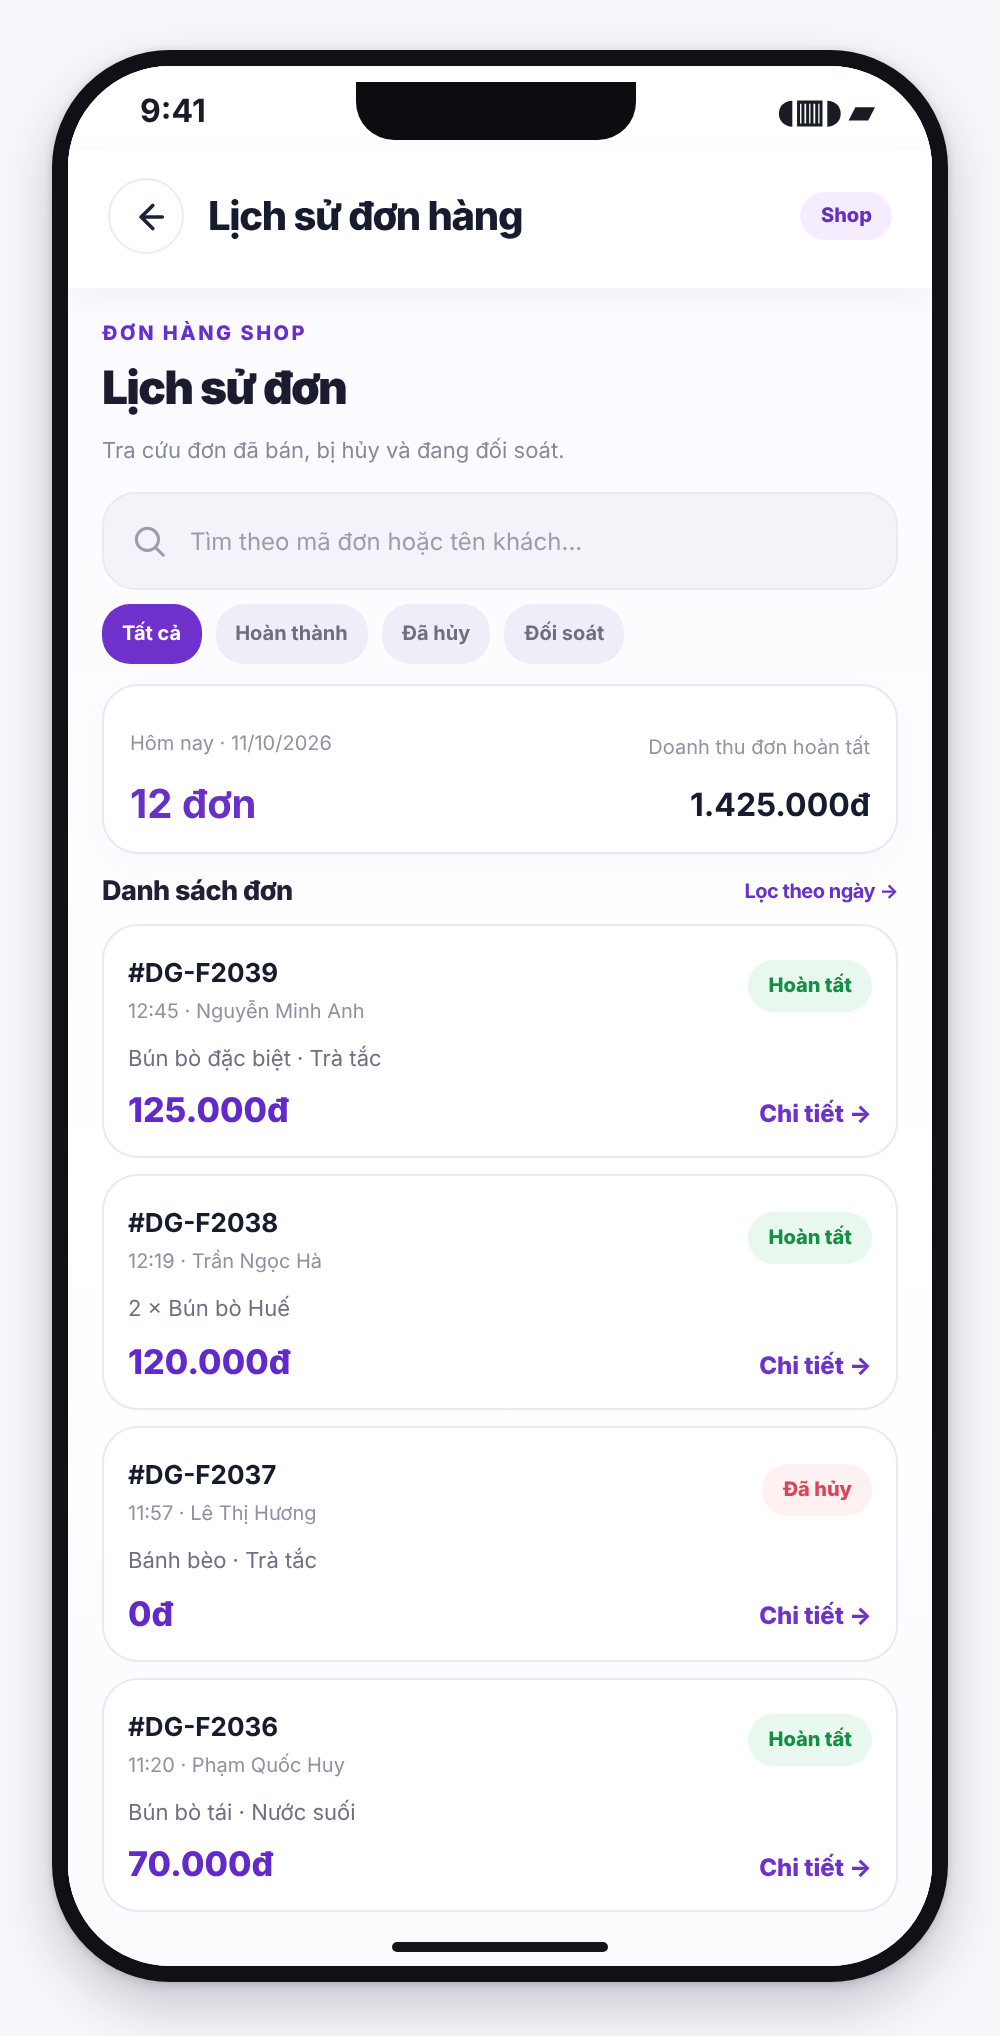 9:41
Lịch sử đơn hàng
Shop
ĐƠN HÀNG SHOP
Lịch sử đơn
Tra cứu đơn đã bán, bị hủy và đang đối soát.
Tìm theo mã đơn hoặc tên khách...
Tất cả
Hoàn thành
Đã hủy
Đối soát
Hôm nay · 11/10/2026
Doanh thu đơn hoàn tất
12 đơn
1.425.000đ
Danh sách đơn
Lọc theo ngày →
#DG-F2039
Hoàn tất
12:45 · Nguyễn Minh Anh
Bún bò đặc biệt · Trà tắc
125.000đ
Chi tiết →
#DG-F2038
Hoàn tất
12:19 · Trần Ngọc Hà
2 × Bún bò Huế
120.000đ
Chi tiết →
#DG-F2037
Đã hủy
11:57 · Lê Thị Hương
Bánh bèo · Trà tắc
0đ
Chi tiết →
#DG-F2036
Hoàn tất
11:20 · Phạm Quốc Huy
Bún bò tái · Nước suối
70.000đ
Chi tiết →